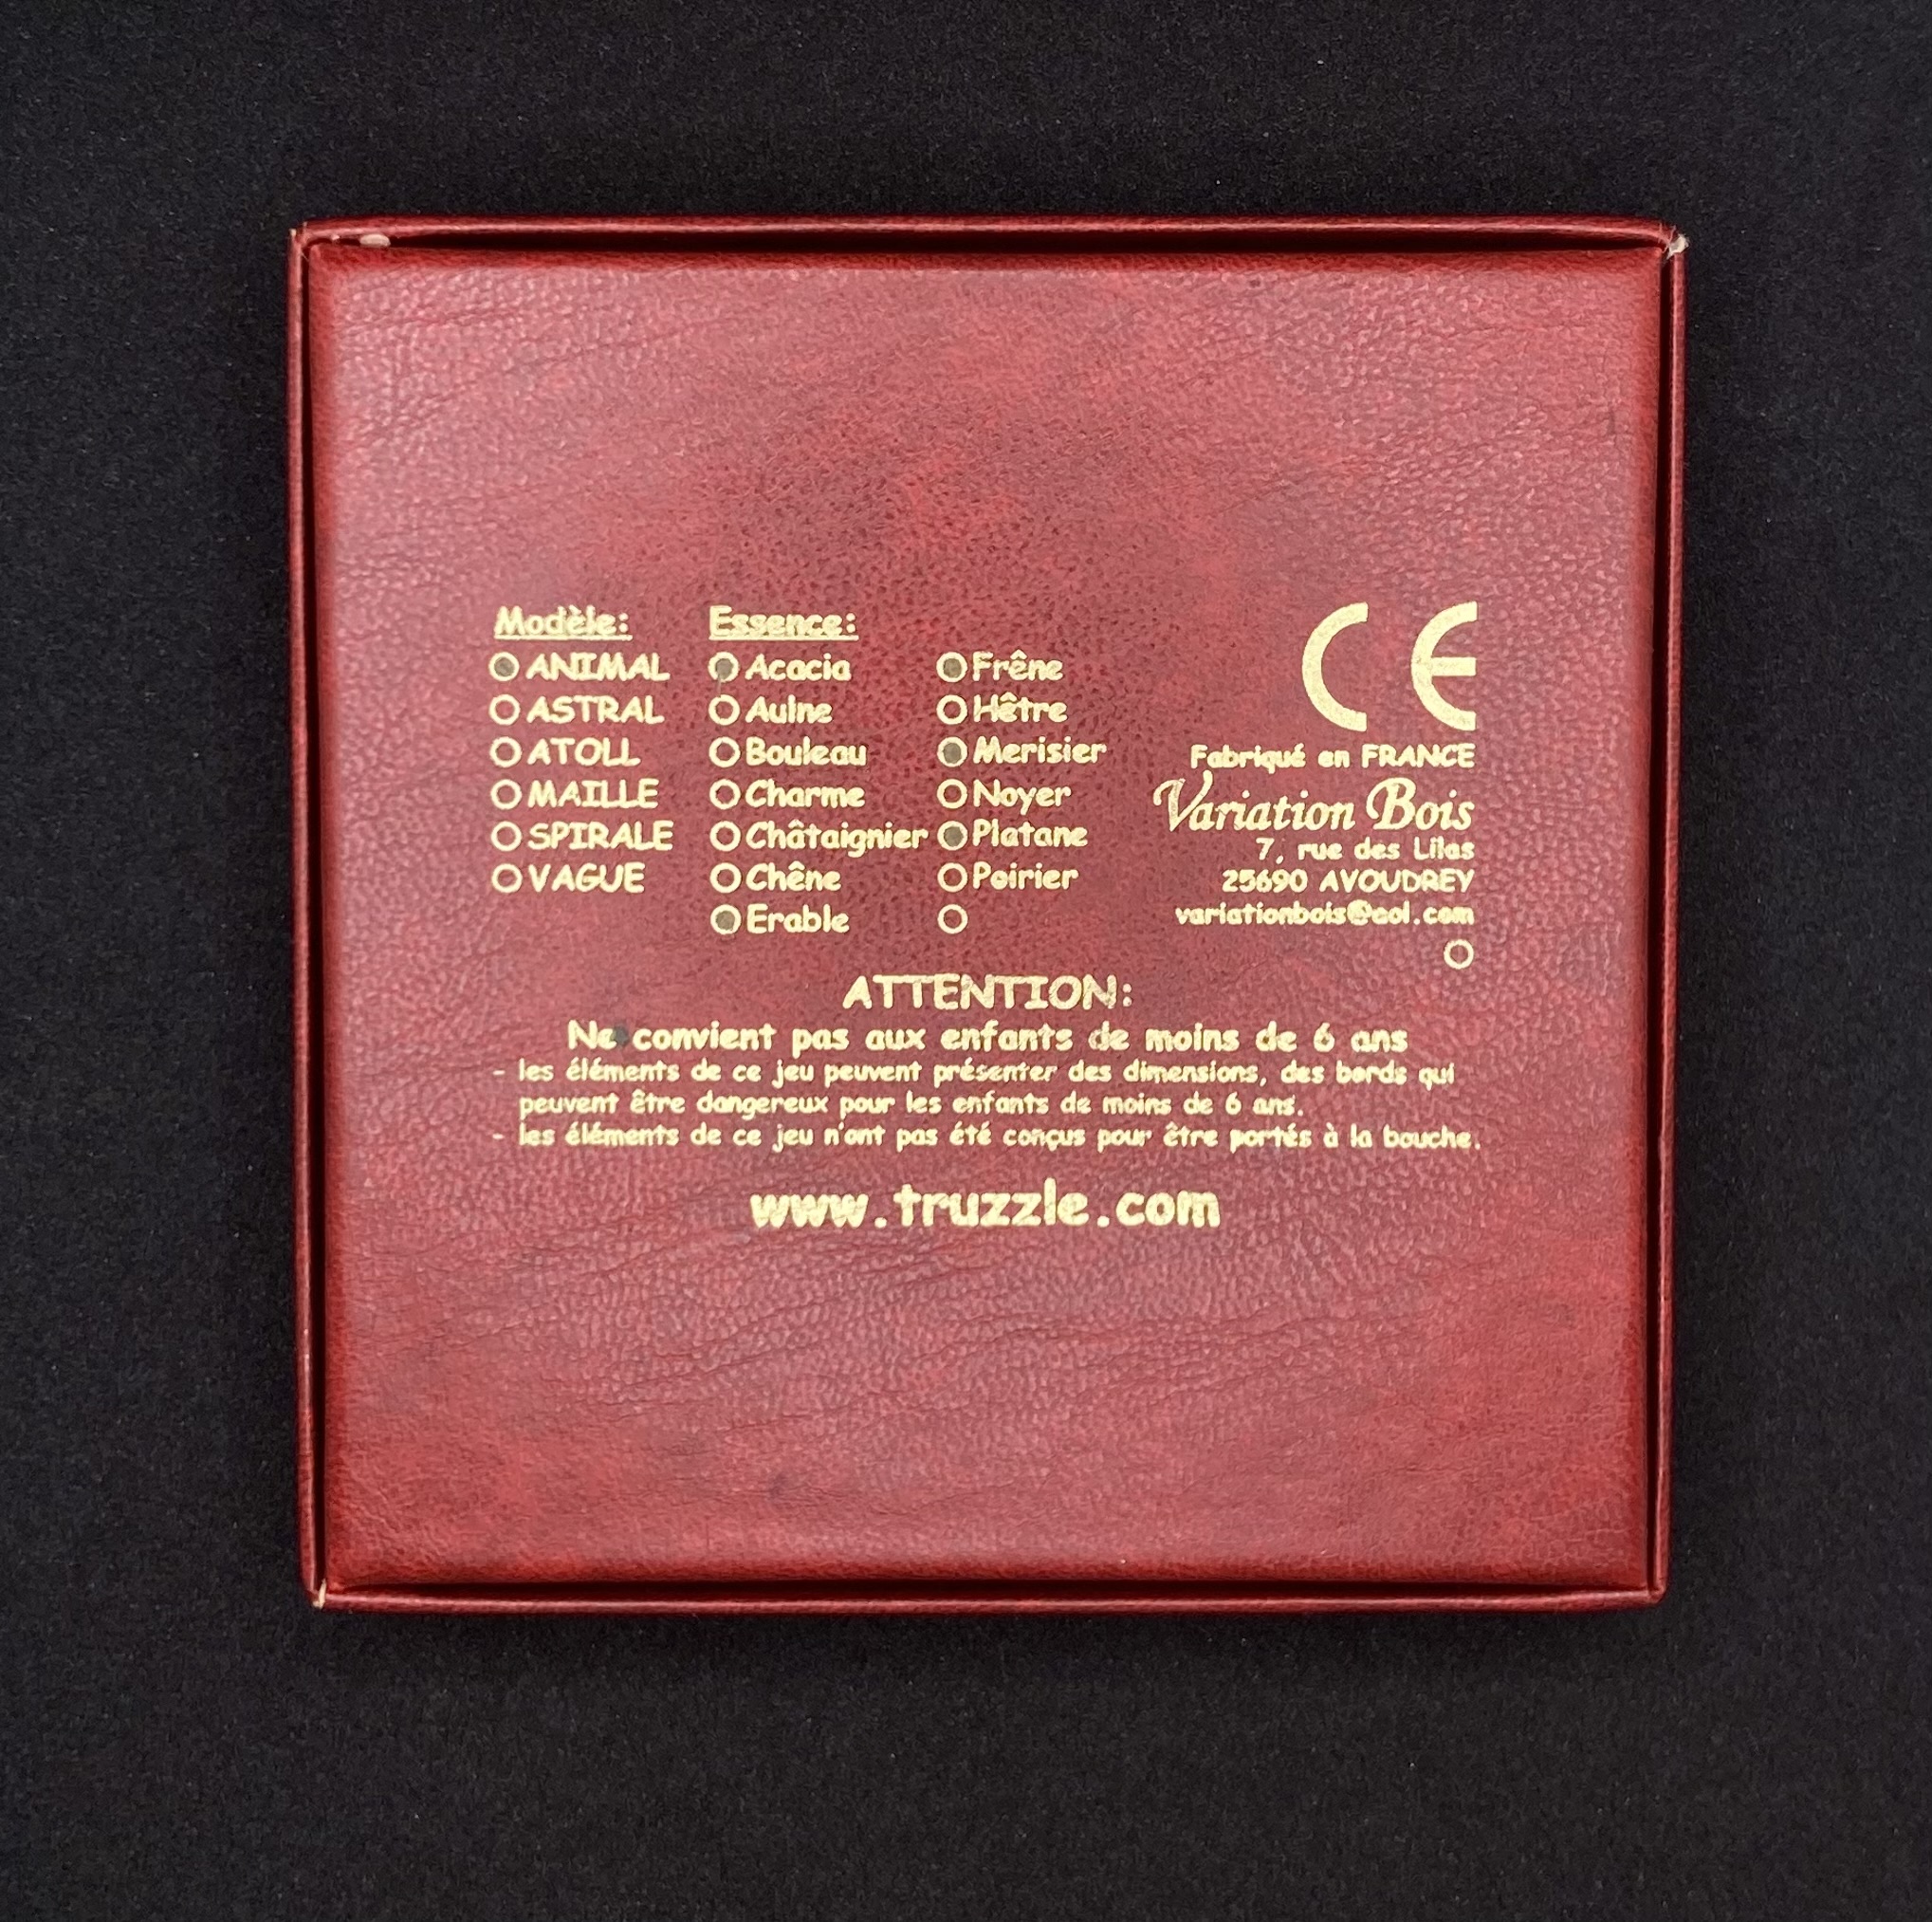 Modèle:
ANIMAL
ASTRAL
ATOLL
MAILLE
SPIRALE
VAGUE
Essence:
Acacia
Aulne
Bouleau
Charme
Châtaignier
Chêne
Erable
Frêne
Hêtre
Merisier
Noyer
Platane
Poirier
CE
Fabriqué en FRANCE
Variation Bois
7, rue des Lilas
25690 AVOUDREY
variationbois@aol.com
ATTENTION:
Ne convient pas aux enfants de moins de 6 ans
- les éléments de ce jeu peuvent présenter des dimensions, des bords qui
peuvent être dangereux pour les enfants de moins de 6 ans.
- les éléments de ce jeu n'ont pas été conçus pour être portés à la bouche.
www.truzzle.com